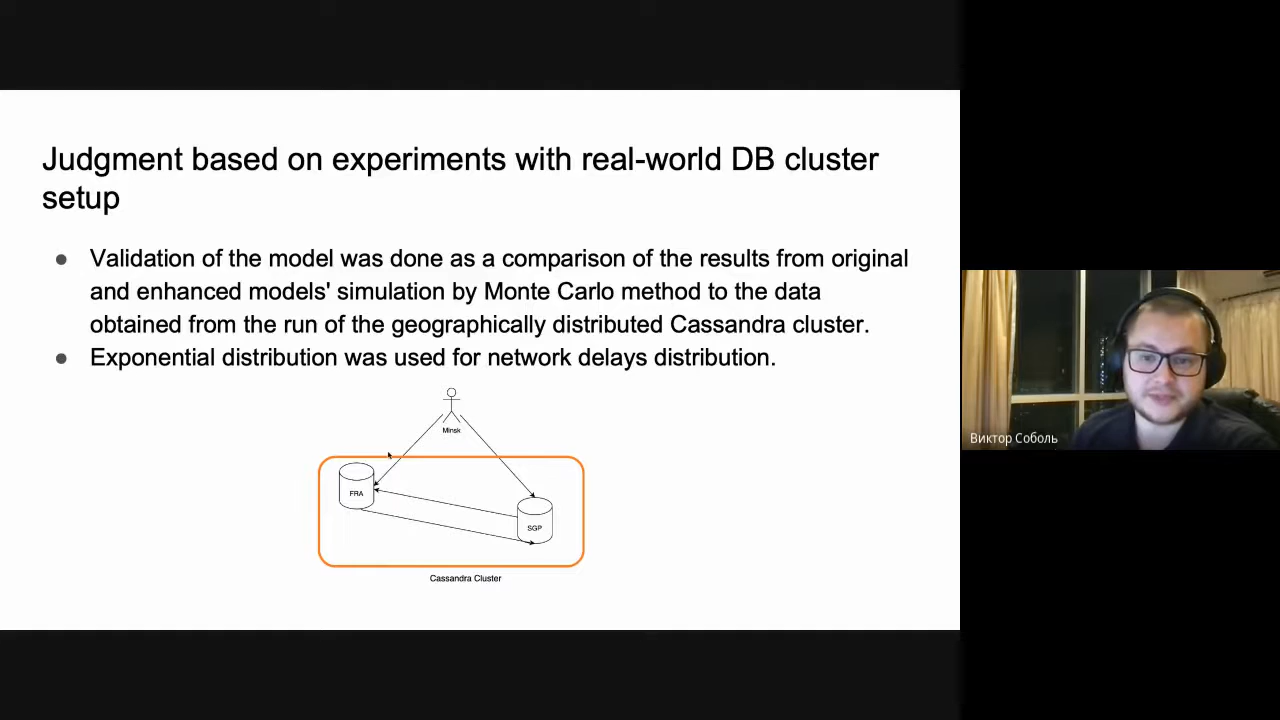 Judgment based on experiments with real-world DB cluster
setup
● Validation of the model was done as a comparison of the results from original
and enhanced models' simulation by Monte Carlo method to the data
obtained from the run of the geographically distributed Cassandra cluster.
● Exponential distribution was used for network delays distribution.
Minsk
FRA
SGP
Cassandra Cluster
Виктор Соболь